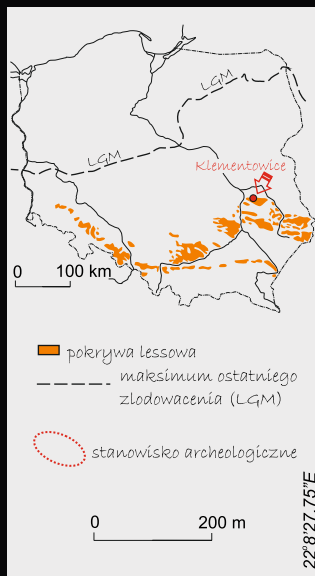 LGM
LGM
Klementowice
0 100 km
pokrywa lessowa
maksimum ostatniego
zlodowacenia (LGM)
stanowisko archeologiczne
0 200 m
22°8'27.75"E